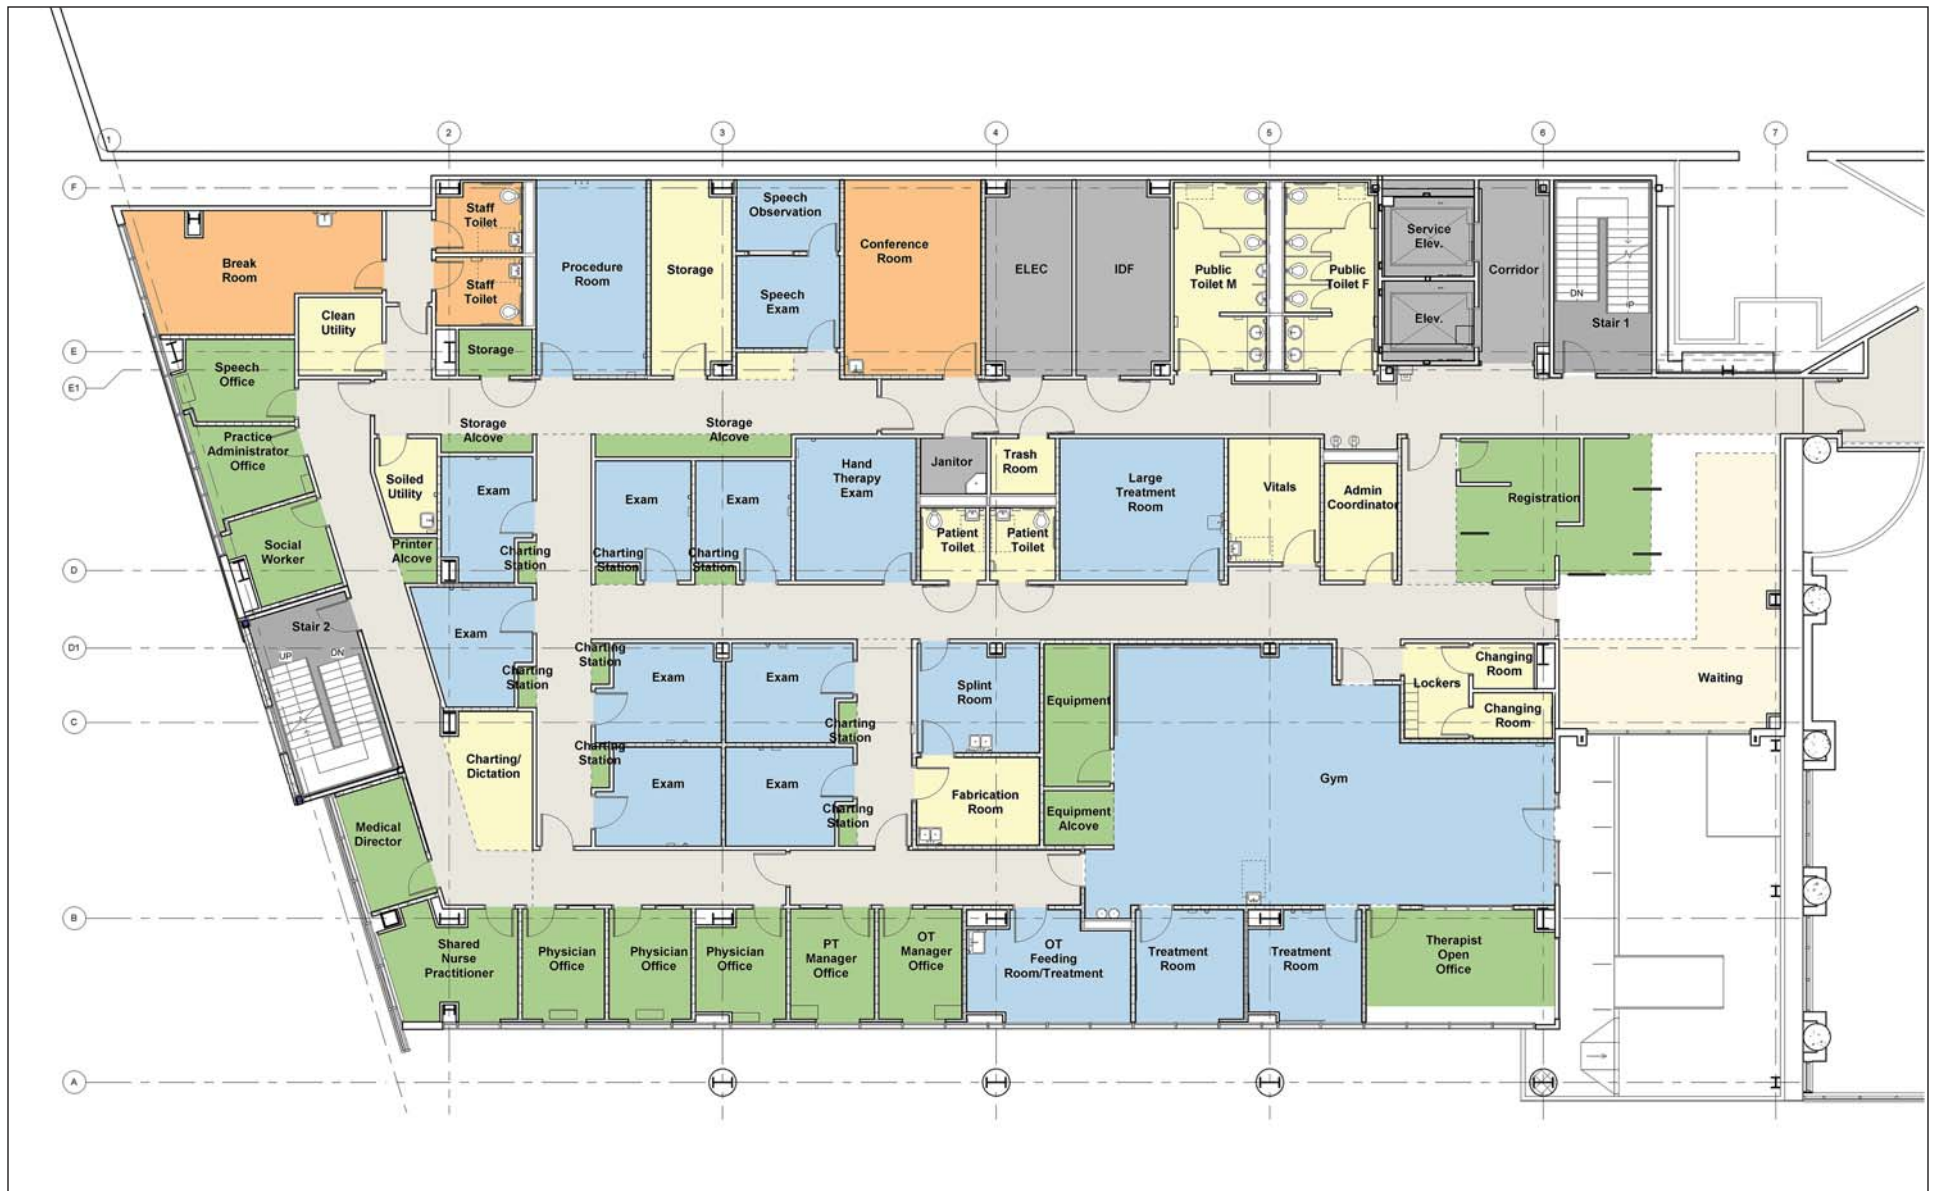 1
2
3
4
5
6
7
F
E
E1
D
D1
C
B
A
Staff
Toilet
Staff
Toilet
Break
Room
Clean
Utility
Storage
Procedure
Room
Storage
Speech
Observation
Speech
Exam
Conference
Room
ELEC
IDF
Public
Toilet M
Public
Toilet F
Service
Elev.
Elev.
Corridor
DN
Stair 1
Speech
Office
Practice
Administrator
Office
Social
Worker
Soiled
Utility
Printer
Alcove
Storage
Alcove
Exam
Charting
Station
Storage
Alcove
Exam
Charting
Station
Exam
Charting
Station
Hand
Therapy
Exam
Janitor
Trash
Room
Patient
Toilet
Patient
Toilet
Large
Treatment
Room
Vitals
Admin
Coordinator
Registration
Waiting
Stair 2
UP
DN
Exam
Charting
Station
Charting
Station
Exam
Exam
Charting
Station
Charting
Station
Exam
Exam
Charting
Station
Charting/
Dictation
Splint
Room
Fabrication
Room
Equipment
Equipment
Alcove
Gym
Lockers
Changing
Room
Changing
Room
Medical
Director
Shared
Nurse
Practitioner
Physician
Office
Physician
Office
Physician
Office
PT
Manager
Office
OT
Manager
Office
OT
Feeding
Room/Treatment
Treatment
Room
Treatment
Room
Therapist
Open
Office